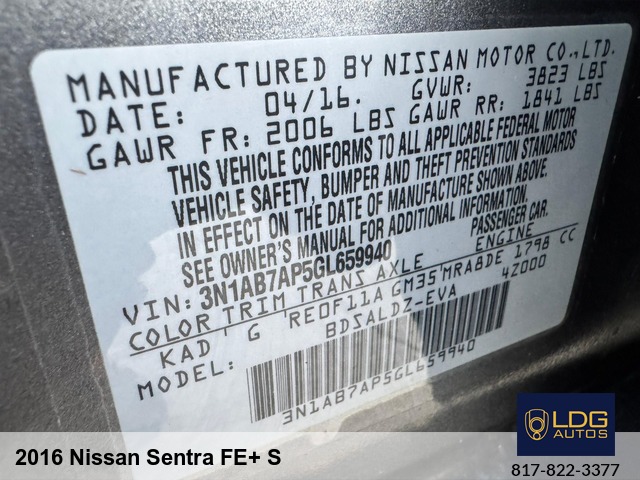 MANUFACTURED BY NISSAN MOTOR CO.,LTD.
DATE: 04/16. GVWR: 3823 LBS
GAWR FR: 2006 LBS GAWR RR: 1841 LBS
THIS VEHICLE CONFORMS TO ALL APPLICABLE FEDERAL MOTOR
VEHICLE SAFETY, BUMPER AND THEFT PREVENTION STANDARDS
IN EFFECT ON THE DATE OF MANUFACTURE SHOWN ABOVE.
SEE OWNER'S MANUAL FOR ADDITIONAL INFORMATION.
VIN: 3N1AB7AP5GL659940 PASSENGER CAR.
COLOR TRIM TRANS AXLE ENGINE
KAD G RE0F11A GM35 MRA8DE 1798 CC
MODEL: BDSALDZ-EVA 4Z000
3N1AB7AP5GL659940
LDG
AUTOS
2016 Nissan Sentra FE+ S
817-822-3377